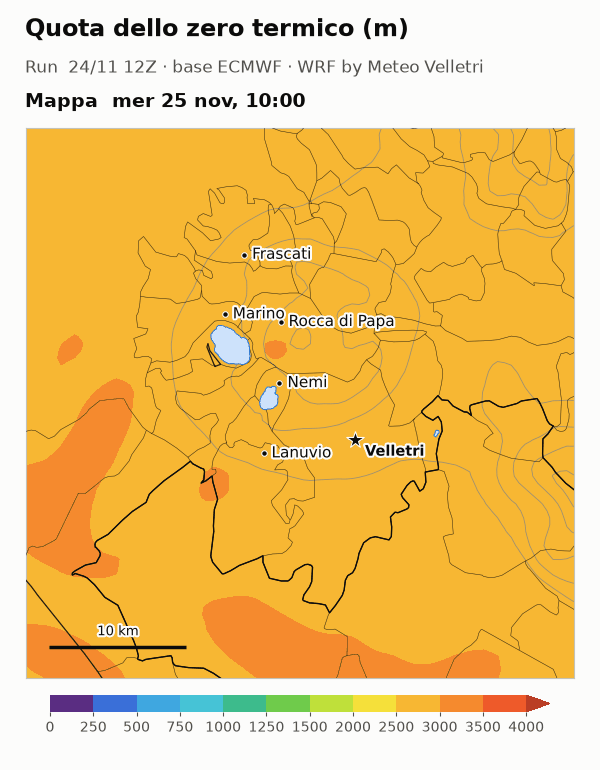 Quota dello zero termico (m)
Run  24/11 12Z · base ECMWF · WRF by Meteo Velletri
Mappa  mer 25 nov, 10:00
Frascati
Marino
Rocca di Papa
Nemi
Velletri
Lanuvio
10 km
0 250 500 750 1000 1250 1500 2000 2250 2500 3000 3500 4000